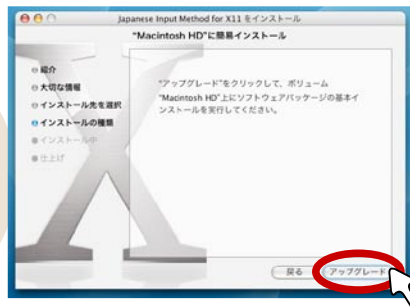 Japanese Input Method for X11 をインストール
"Macintosh HD"に簡易インストール
紹介
大切な情報
インストール先を選択
インストールの種類
インストール中
仕上げ
"アップグレード"をクリックして、ボリューム
"Macintosh HD"上にソフトウェアパッケージの基本イ
ンストールを実行してください。
戻る
アップグレード